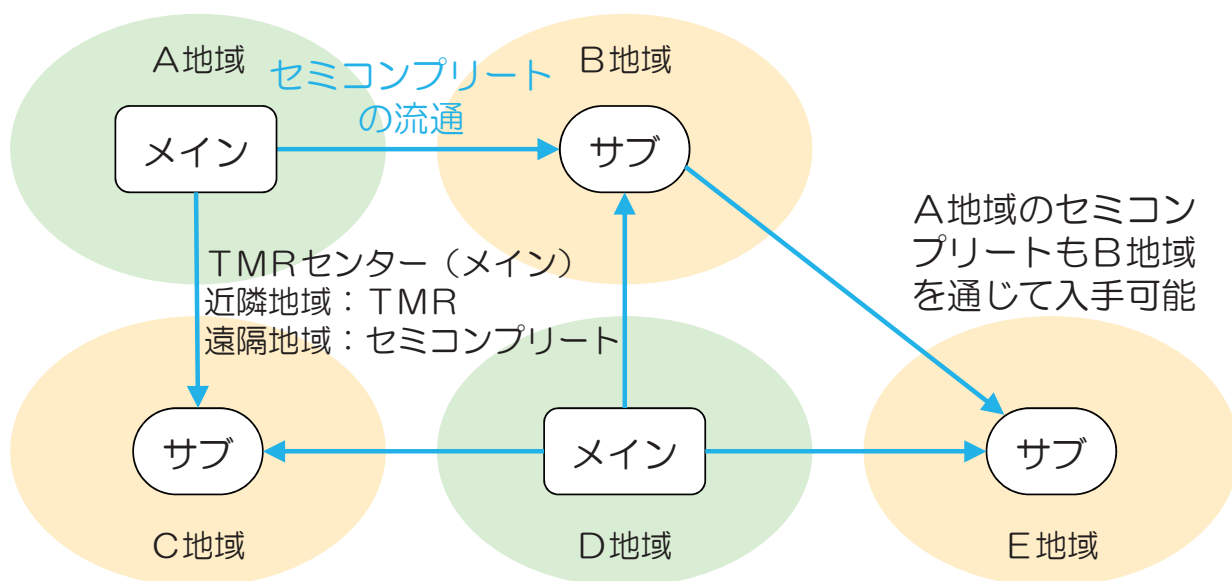 A地域
セミコンプリート
の流通
B地域
メイン
サブ
A地域のセミコン
プリートもB地域
を通じて入手可能
TMRセンター（メイン）
近隣地域：TMR
遠隔地域：セミコンプリート
サブ
メイン
サブ
C地域
D地域
E地域